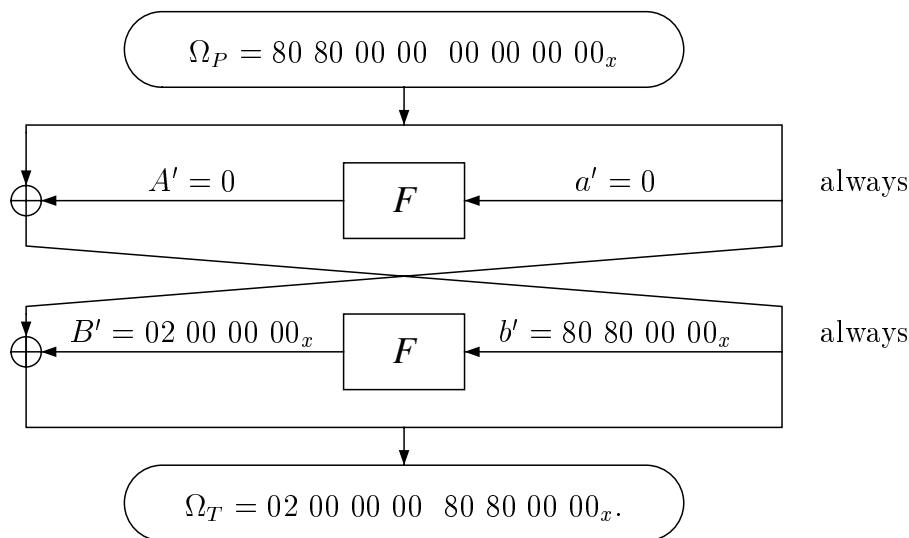 Ω_P = 80 80 00 00  00 00 00 00_x
A′ = 0
F
a′ = 0
always
B′ = 02 00 00 00_x
F
b′ = 80 80 00 00_x
always
Ω_T = 02 00 00 00  80 80 00 00_x.